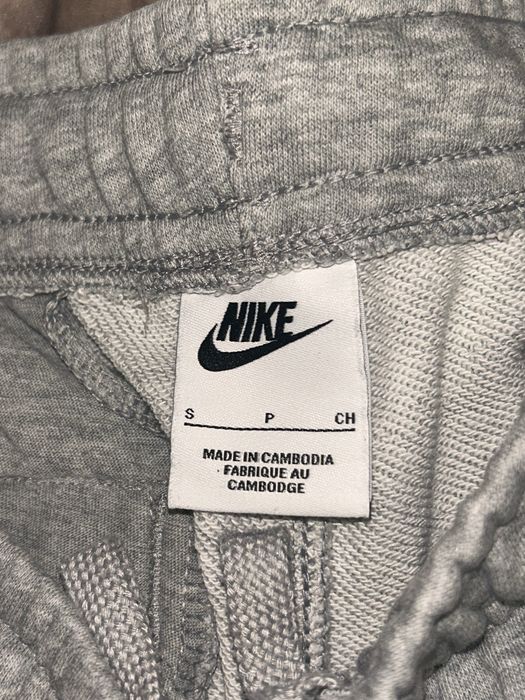 NIKE
S P CH
MADE IN CAMBODIA
FABRIQUE AU
CAMBODGE